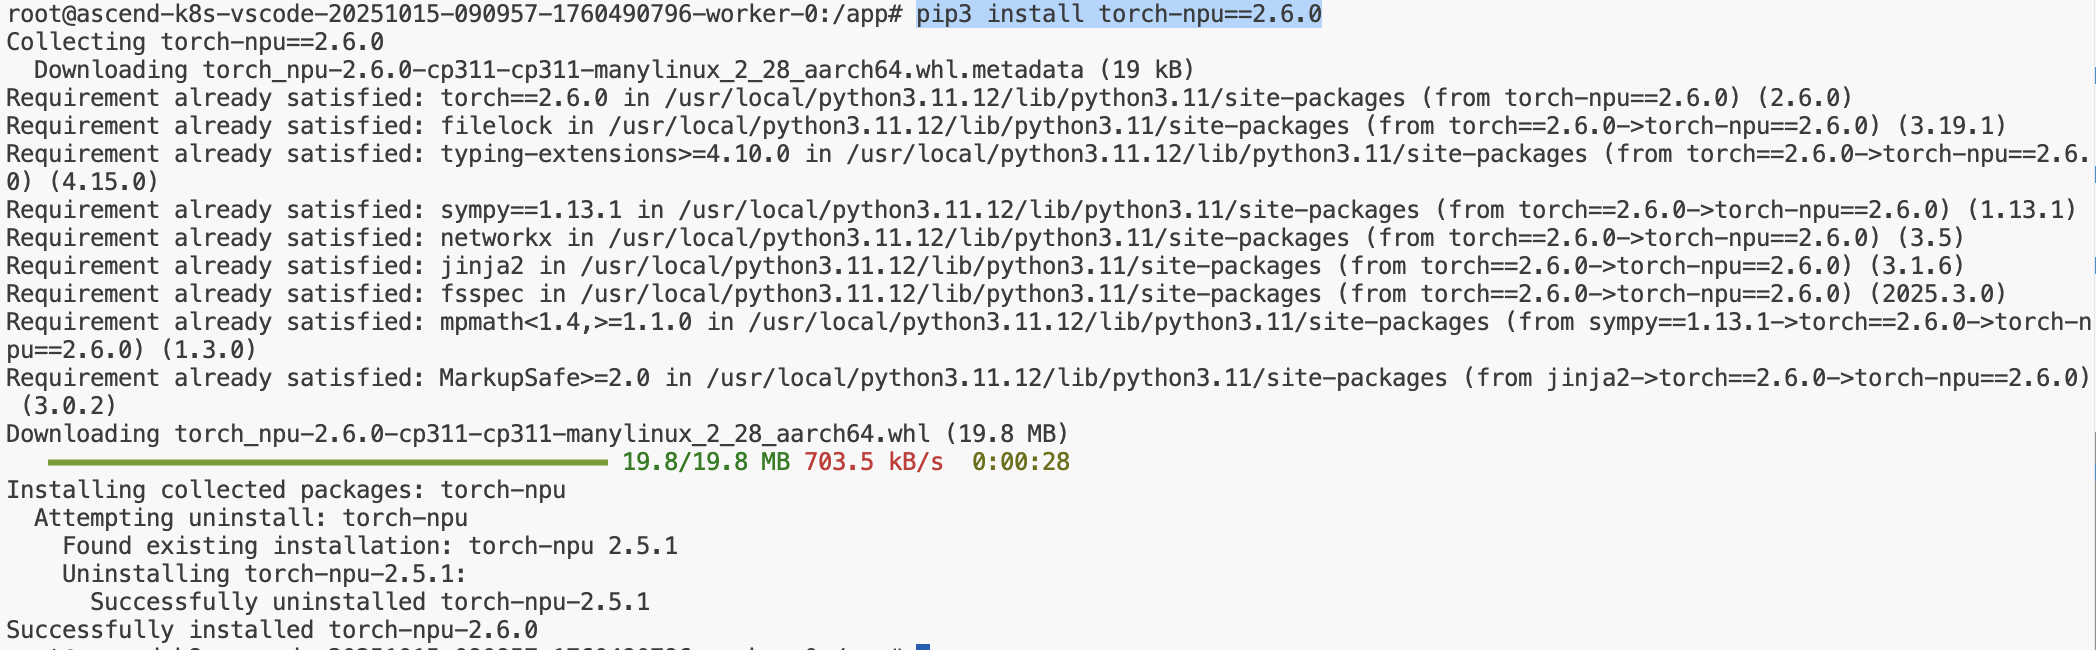 root@ascend-k8s-vscode-20251015-090957-1760490796-worker-0:/app# pip3 install torch-npu==2.6.0
Collecting torch-npu==2.6.0
  Downloading torch_npu-2.6.0-cp311-cp311-manylinux_2_28_aarch64.whl.metadata (19 kB)
Requirement already satisfied: torch==2.6.0 in /usr/local/python3.11.12/lib/python3.11/site-packages (from torch-npu==2.6.0) (2.6.0)
Requirement already satisfied: filelock in /usr/local/python3.11.12/lib/python3.11/site-packages (from torch==2.6.0->torch-npu==2.6.0) (3.19.1)
Requirement already satisfied: typing-extensions>=4.10.0 in /usr/local/python3.11.12/lib/python3.11/site-packages (from torch==2.6.0->torch-npu==2.6.
0) (4.15.0)
Requirement already satisfied: sympy==1.13.1 in /usr/local/python3.11.12/lib/python3.11/site-packages (from torch==2.6.0->torch-npu==2.6.0) (1.13.1)
Requirement already satisfied: networkx in /usr/local/python3.11.12/lib/python3.11/site-packages (from torch==2.6.0->torch-npu==2.6.0) (3.5)
Requirement already satisfied: jinja2 in /usr/local/python3.11.12/lib/python3.11/site-packages (from torch==2.6.0->torch-npu==2.6.0) (3.1.6)
Requirement already satisfied: fsspec in /usr/local/python3.11.12/lib/python3.11/site-packages (from torch==2.6.0->torch-npu==2.6.0) (2025.3.0)
Requirement already satisfied: mpmath<1.4,>=1.1.0 in /usr/local/python3.11.12/lib/python3.11/site-packages (from sympy==1.13.1->torch==2.6.0->torch-n
pu==2.6.0) (1.3.0)
Requirement already satisfied: MarkupSafe>=2.0 in /usr/local/python3.11.12/lib/python3.11/site-packages (from jinja2->torch==2.6.0->torch-npu==2.6.0)
 (3.0.2)
Downloading torch_npu-2.6.0-cp311-cp311-manylinux_2_28_aarch64.whl (19.8 MB)
19.8/19.8 MB 703.5 kB/s  0:00:28
Installing collected packages: torch-npu
  Attempting uninstall: torch-npu
    Found existing installation: torch-npu 2.5.1
    Uninstalling torch-npu-2.5.1:
      Successfully uninstalled torch-npu-2.5.1
Successfully installed torch-npu-2.6.0